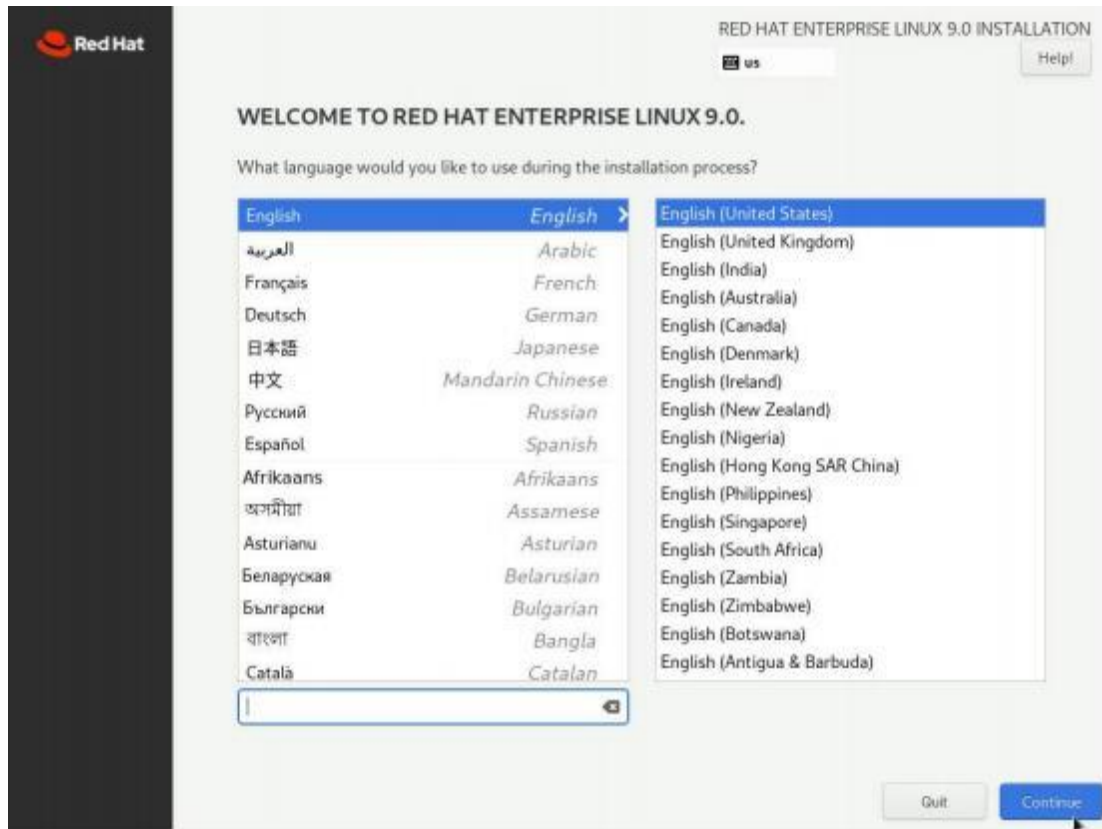 Red Hat
RED HAT ENTERPRISE LINUX 9.0 INSTALLATION
us
Help!
WELCOME TO RED HAT ENTERPRISE LINUX 9.0.
What language would you like to use during the installation process?
English English
العربية Arabic
Français French
Deutsch German
日本語 Japanese
中文 Mandarin Chinese
Русский Russian
Español Spanish
Afrikaans Afrikaans
অসমীয়া Assamese
Asturianu Asturian
Беларуская Belarusian
Български Bulgarian
বাংলা Bangla
Català Catalan
English (United States)
English (United Kingdom)
English (India)
English (Australia)
English (Canada)
English (Denmark)
English (Ireland)
English (New Zealand)
English (Nigeria)
English (Hong Kong SAR China)
English (Philippines)
English (Singapore)
English (South Africa)
English (Zambia)
English (Zimbabwe)
English (Botswana)
English (Antigua & Barbuda)
Quit
Continue